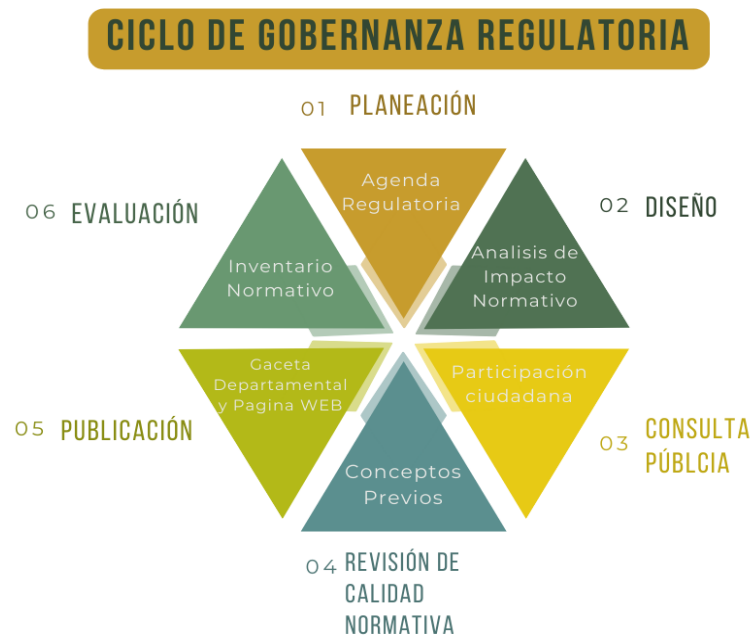 CICLO DE GOBERNANZA REGULATORIA
01 PLANEACIÓN
Agenda
Regulatoria
02 DISEÑO
Analisis de
Impacto
Normativo
03 CONSULTA
PÚBLCIA
Participación
ciudadana
04 REVISIÓN DE
CALIDAD
NORMATIVA
Conceptos
Previos
05 PUBLICACIÓN
Gaceta
Departamental
y Pagina WEB
06 EVALUACIÓN
Inventario
Normativo